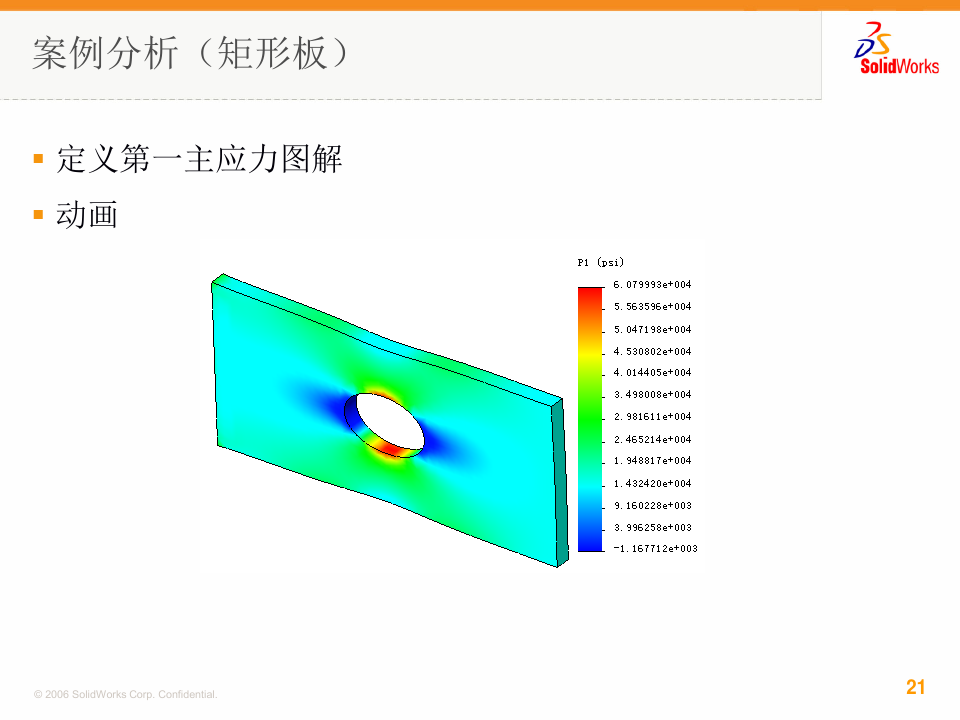 案例分析（矩形板）
SolidWorks
定义第一主应力图解
动画
P1 (psi)
6.079993e+004
5.563596e+004
5.047198e+004
4.530802e+004
4.014405e+004
3.498008e+004
2.981611e+004
2.465214e+004
1.948817e+004
1.432420e+004
9.160228e+003
3.996258e+003
-1.167712e+003
© 2006 SolidWorks Corp. Confidential.
21